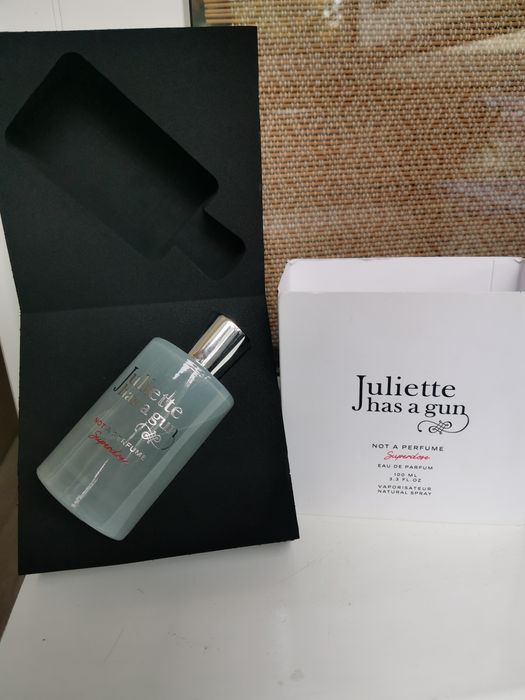 Juliette
has a gun
NOT A PERFUME
Superdose
Juliette
has a gun
NOT A PERFUME
Superdose
EAU DE PARFUM
100 ML
3.3 FL.OZ
VAPORISATEUR
NATURAL SPRAY